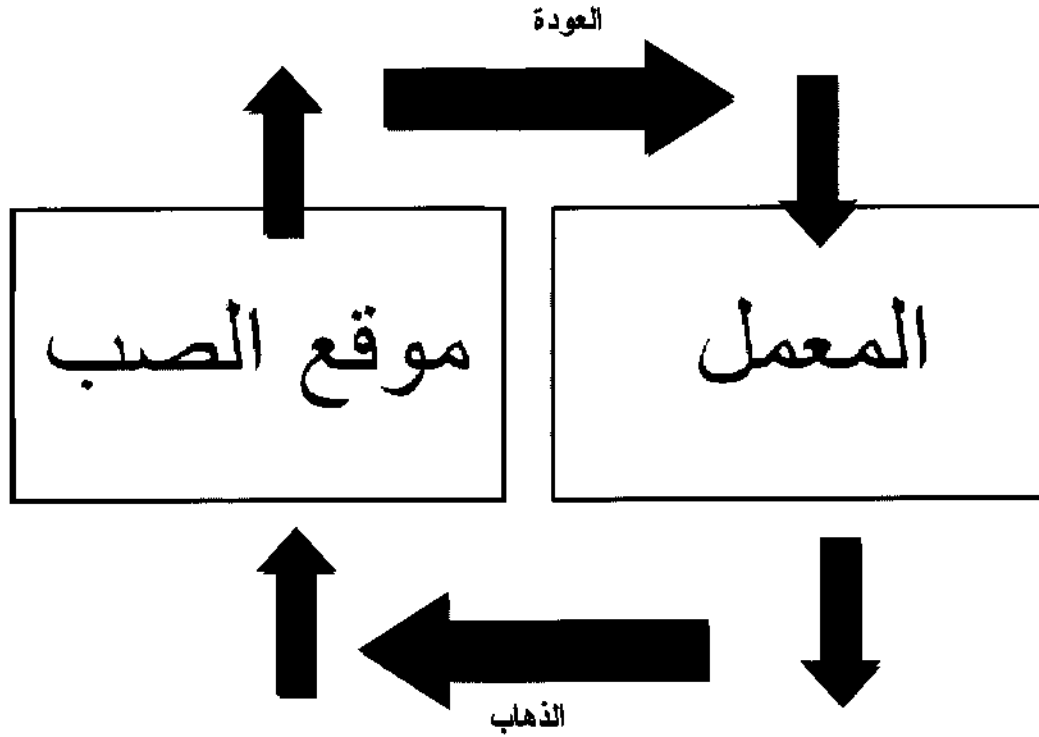 العودة
المعمل
موقع الصب
الذهاب